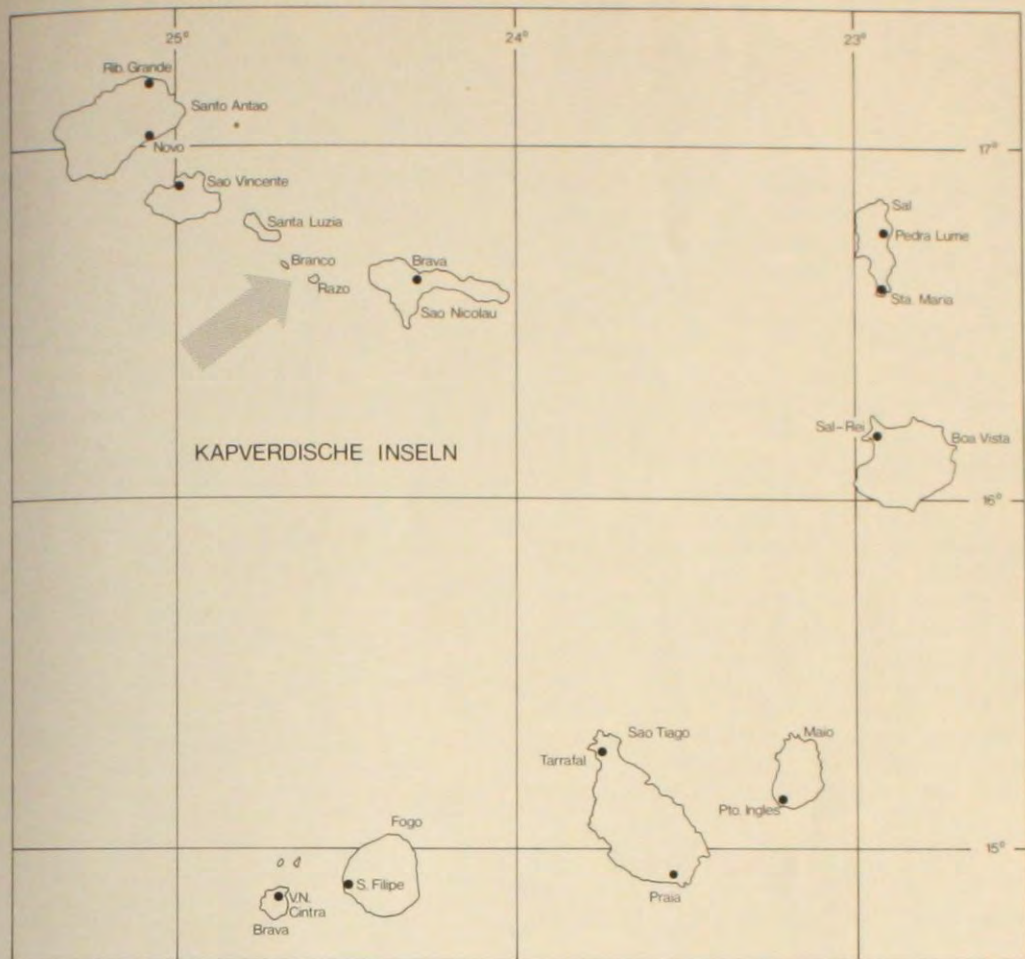 25°
24°
23°
Rib. Grande
Santo Antao
Novo
17°
Sao Vincente
Sal
Santa Luzia
Pedra Lume
Branco
Brava
Razo
Sta. Maria
Sao Nicolau
Sal-Rei
Boa Vista
KAPVERDISCHE INSELN
16°
Sao Tiago
Maio
Tarrafal
Pto. Ingles
Fogo
15°
S. Filipe
V.N.
Cintra
Praia
Brava